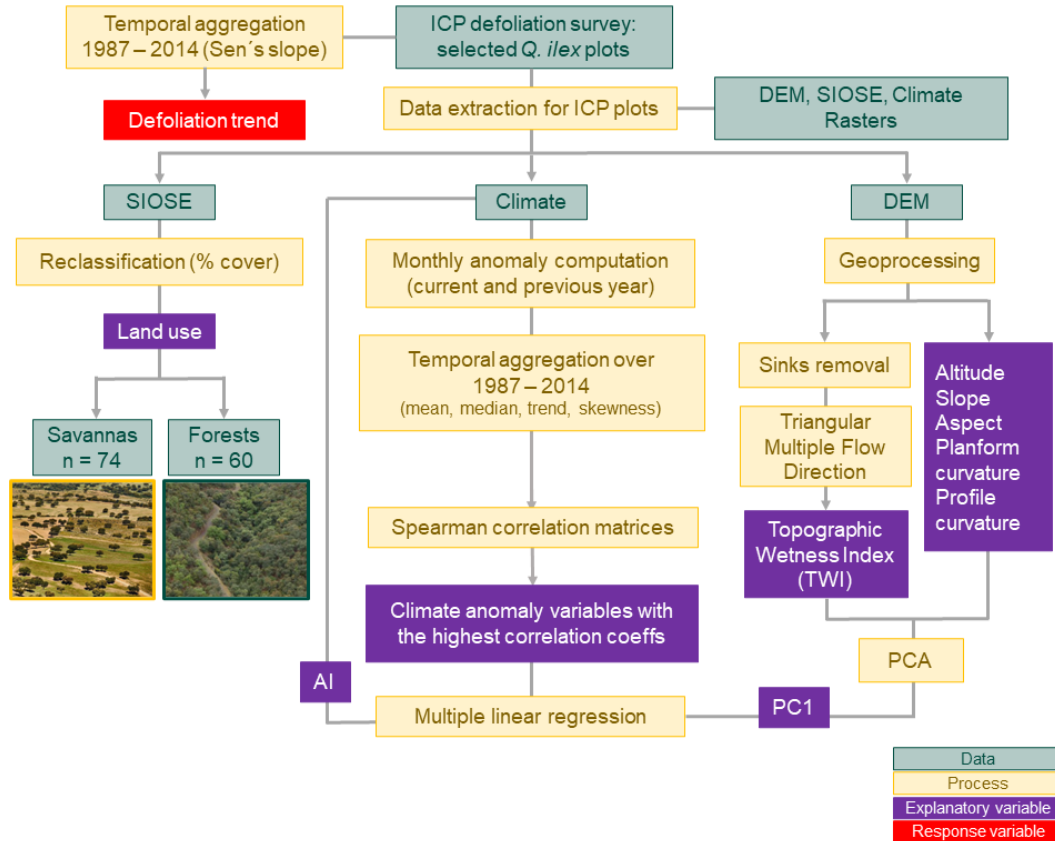 Temporal aggregation
1987 – 2014 (Sen´s slope)
ICP defoliation survey:
selected Q. ilex plots
Defoliation trend
Data extraction for ICP plots
DEM, SIOSE, Climate
Rasters
SIOSE
Climate
DEM
Reclassification (% cover)
Monthly anomaly computation
(current and previous year)
Geoprocessing
Land use
Temporal aggregation over
1987 – 2014
(mean, median, trend, skewness)
Sinks removal
Altitude
Slope
Aspect
Planform
curvature
Profile
curvature
Triangular
Multiple Flow
Direction
Savannas
n = 74
Forests
n = 60
Spearman correlation matrices
Topographic
Wetness Index
(TWI)
Climate anomaly variables with
the highest correlation coeffs
PCA
AI
Multiple linear regression
PC1
Data
Process
Explanatory variable
Response variable